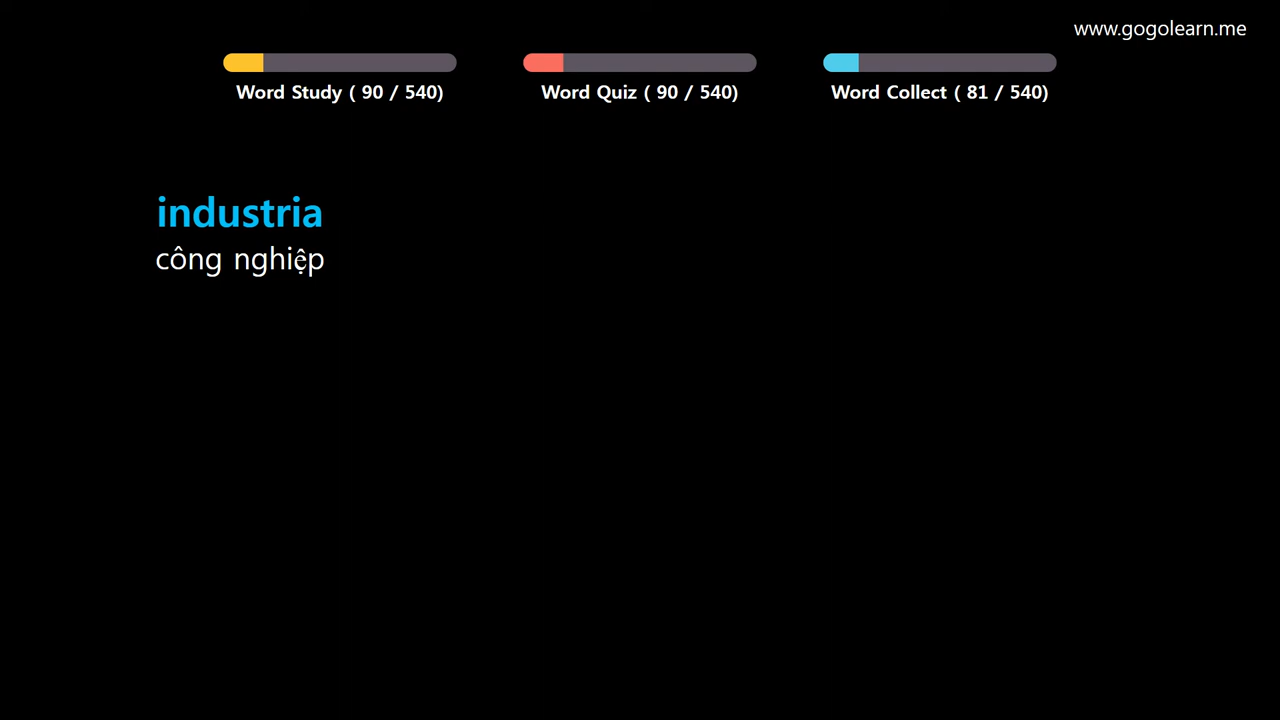 www.gogolearn.me
Word Study ( 90 / 540)
Word Quiz ( 90 / 540)
Word Collect ( 81 / 540)
industria
công nghiệp